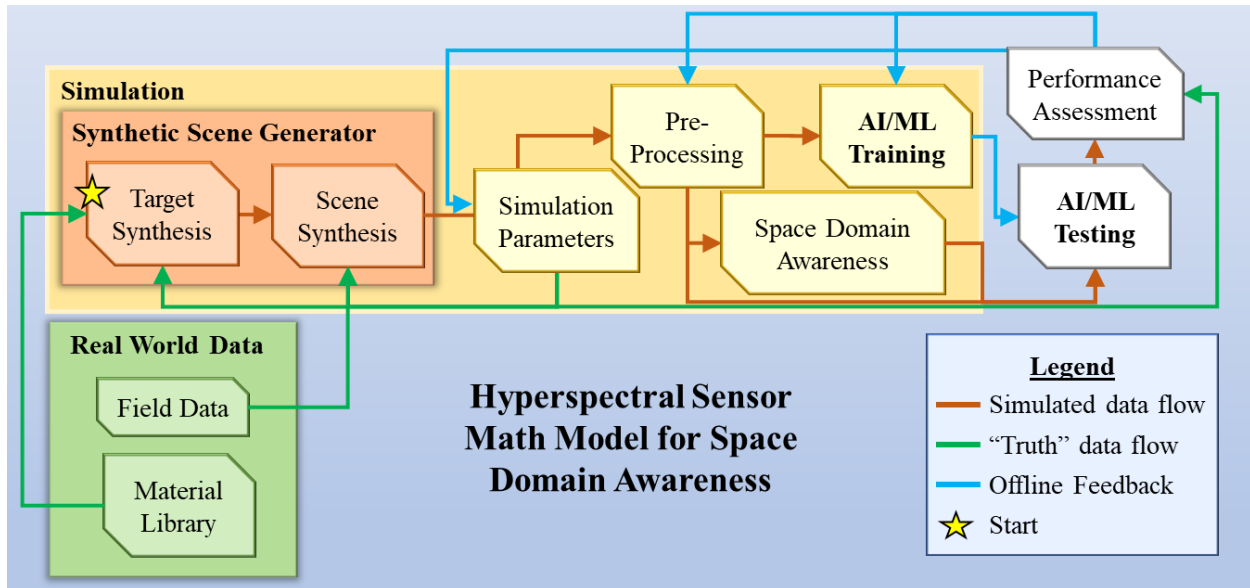 Simulation
Synthetic Scene Generator
Target
Synthesis
Scene
Synthesis
Simulation
Parameters
Pre-
Processing
AI/ML
Training
Space Domain
Awareness
Performance
Assessment
AI/ML
Testing
Real World Data
Field Data
Material
Library
Hyperspectral Sensor
Math Model for Space
Domain Awareness
Legend
Simulated data flow
“Truth” data flow
Offline Feedback
Start